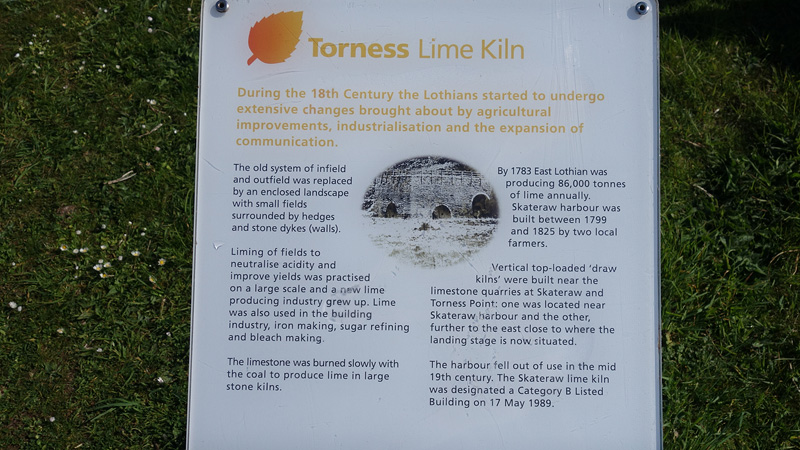 Torness Lime Kiln
During the 18th Century the Lothians started to undergo
extensive changes brought about by agricultural
improvements, industrialisation and the expansion of
communication.
The old system of infield
and outfield was replaced
by an enclosed landscape
with small fields
surrounded by hedges
and stone dykes (walls).
Liming of fields to
neutralise acidity and
improve yields was practised
on a large scale and a new lime
producing industry grew up. Lime
was also used in the building
industry, iron making, sugar refining
and bleach making.
The limestone was burned slowly with
the coal to produce lime in large
stone kilns.
By 1783 East Lothian was
producing 86,000 tonnes
of lime annually.
Skateraw harbour was
built between 1799
and 1825 by two local
farmers.
Vertical top-loaded ‘draw
kilns’ were built near the
limestone quarries at Skateraw and
Torness Point: one was located near
Skateraw harbour and the other,
further to the east close to where the
landing stage is now situated.
The harbour fell out of use in the mid
19th century. The Skateraw lime kiln
was designated a Category B Listed
Building on 17 May 1989.